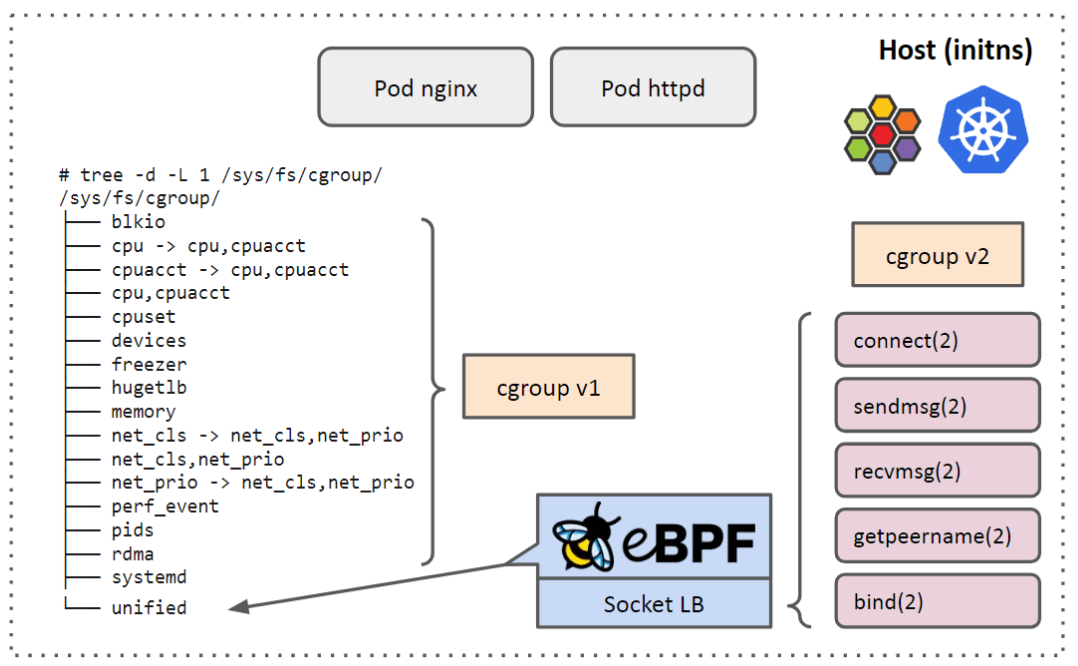 Host (initns)
Pod nginx
Pod httpd
# tree -d -L 1 /sys/fs/cgroup/
/sys/fs/cgroup/
├── blkio
├── cpu -> cpu,cpuacct
├── cpuacct -> cpu,cpuacct
├── cpu,cpuacct
├── cpuset
├── devices
├── freezer
├── hugetlb
├── memory
├── net_cls -> net_cls,net_prio
├── net_cls,net_prio
├── net_prio -> net_cls,net_prio
├── perf_event
├── pids
├── rdma
├── systemd
└── unified
cgroup v1
eBPF
Socket LB
cgroup v2
connect(2)
sendmsg(2)
recvmsg(2)
getpeername(2)
bind(2)